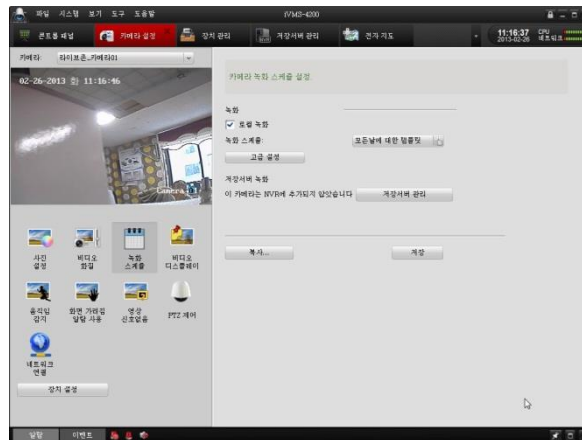 파일 시스템 보기 도구 도움말 iVMS-4200
콘트롤 패널 카메라 설정 장치 관리 저장서버 관리 전자 지도 11:16:37 CPU
2013-02-26 네트워크
카메라: 라이브존_카메라01
02-26-2013 화 11:16:46
Camera 01
카메라 녹화 스케쥴 설정.
녹화
로컬 녹화
녹화 스케쥴: 모든날에 대한 템플릿
고급 설정
저장서버 녹화
이 카메라는 NVR에 추가되지 않았습니다 저장서버 관리
복사... 저장
사진 비디오 녹화 비디오
설정 화질 스케쥴 디스플레이
움직임 화면 가려짐 영상 PTZ 제어
감지 알람 사용 신호없음
네트워크
연결
장치 설정
알람 이벤트